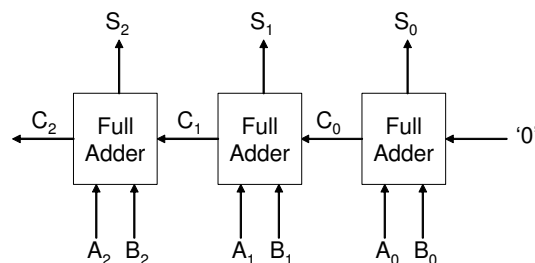 S₂ S₁ S₀
C₂ Full Adder C₁ Full Adder C₀ Full Adder ‘0’
A₂ B₂ A₁ B₁ A₀ B₀